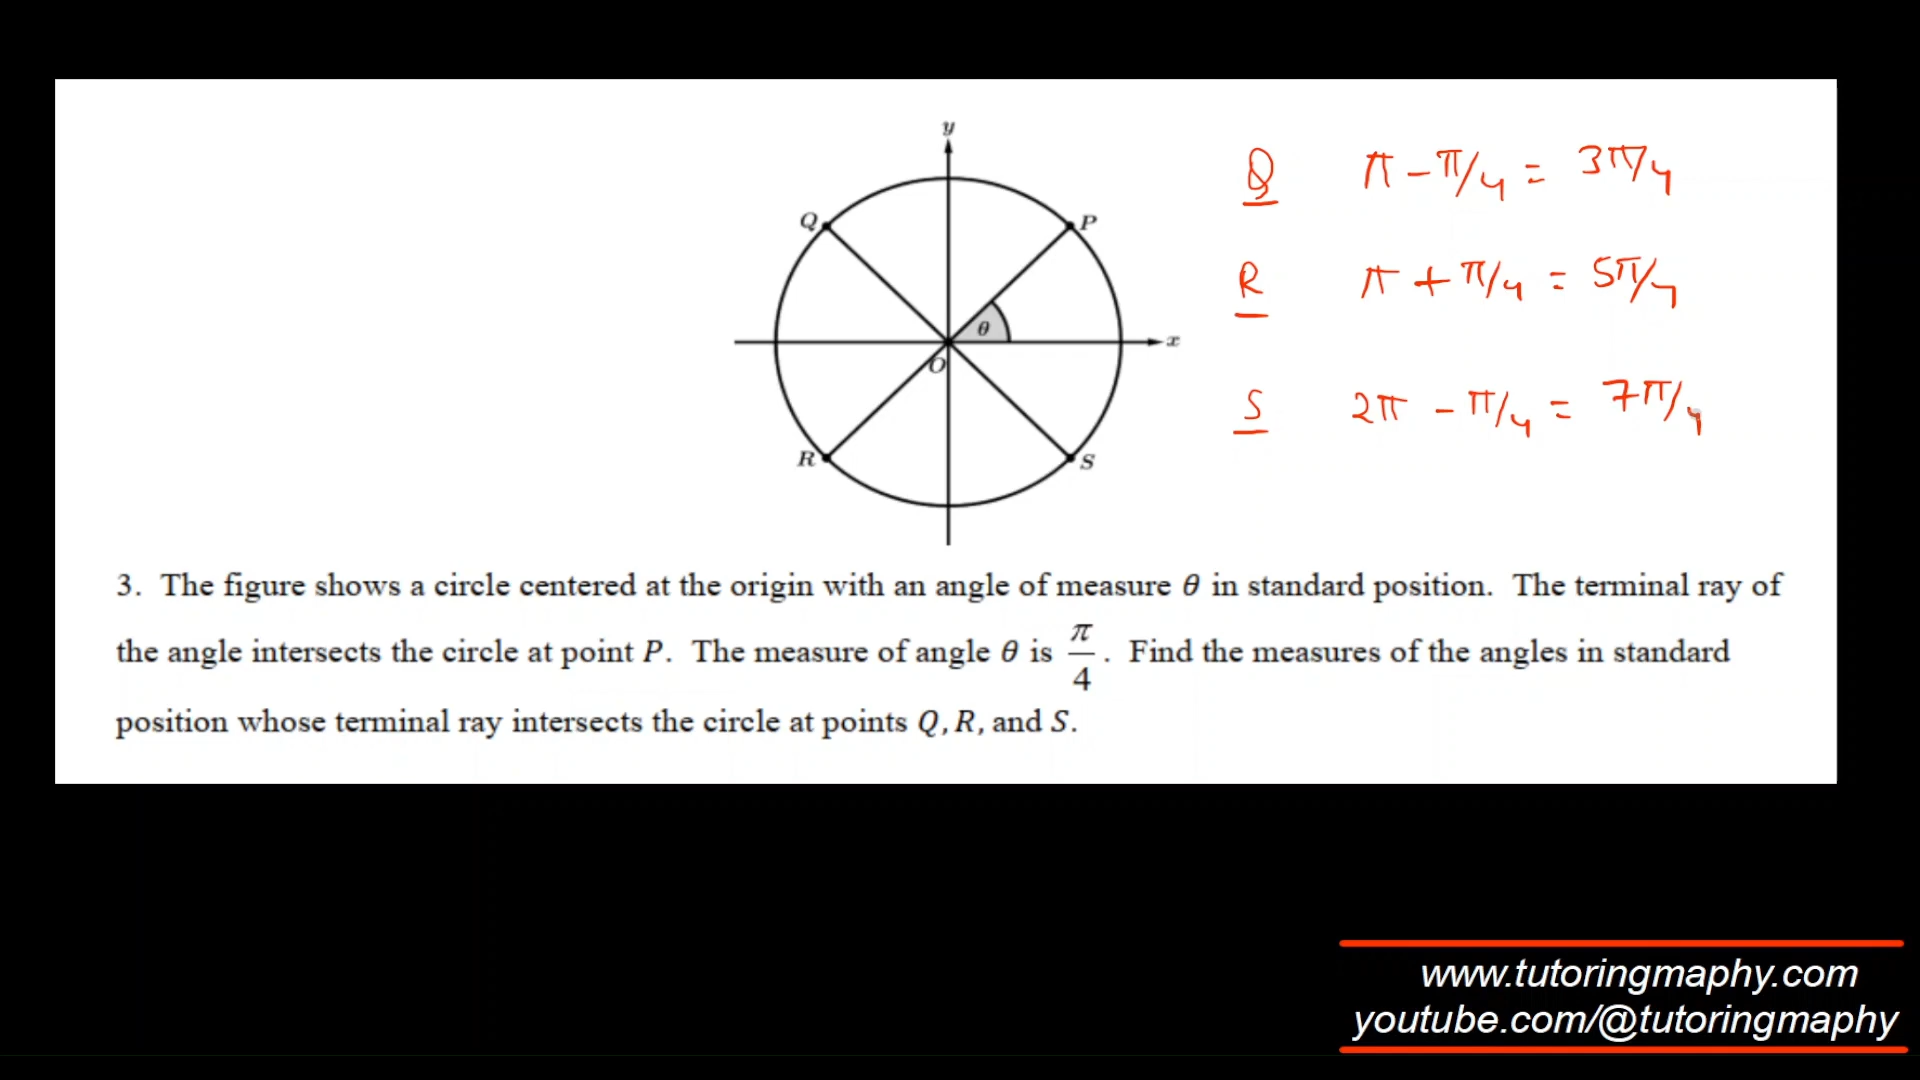 y
Q
P
θ
x
O
R
S
Q π - π/4 = 3π/4
R π + π/4 = 5π/4
S 2π - π/4 = 7π/4
3. The figure shows a circle centered at the origin with an angle of measure θ in standard position. The terminal ray of
the angle intersects the circle at point P. The measure of angle θ is π/4. Find the measures of the angles in standard
position whose terminal ray intersects the circle at points Q, R, and S.
www.tutoringmaphy.com
youtube.com/@tutoringmaphy